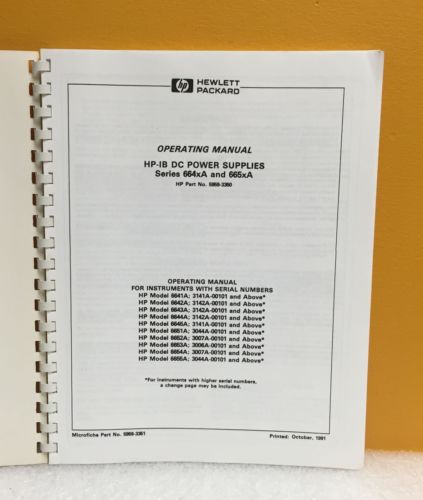 hp
HEWLETT
PACKARD
OPERATING MANUAL
HP-IB DC POWER SUPPLIES
Series 664xA and 665xA
HP Part No. 5959-3360
OPERATING MANUAL
FOR INSTRUMENTS WITH SERIAL NUMBERS
HP Model 6641A; 3141A-00101 and Above*
HP Model 6642A; 3142A-00101 and Above*
HP Model 6643A; 3142A-00101 and Above*
HP Model 6644A; 3142A-00101 and Above*
HP Model 6645A; 3141A-00101 and Above*
HP Model 6651A; 3044A-00101 and Above*
HP Model 6652A; 3007A-00101 and Above*
HP Model 6653A; 3006A-00101 and Above*
HP Model 6654A; 3007A-00101 and Above*
HP Model 6655A; 3044A-00101 and Above*
*For instruments with higher serial numbers,
a change page may be included.
Microfiche Part No. 5959-3361
Printed: October, 1991